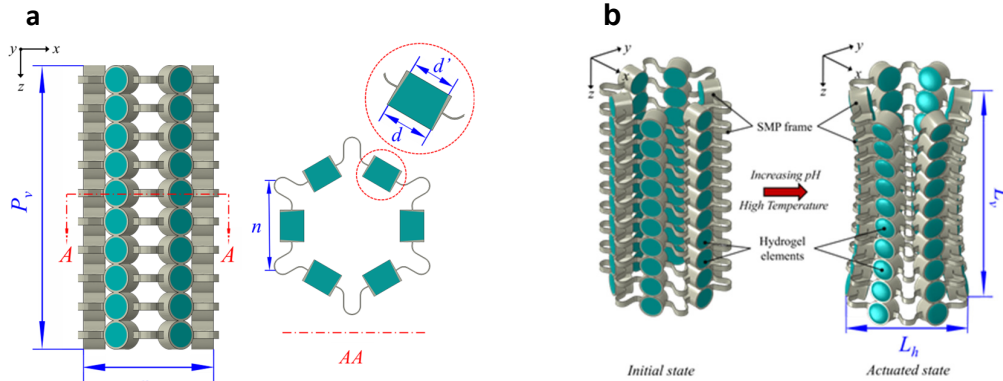 a
y
x
z
P_v
A
A
d'
d
n
AA
b
y
x
z
y
x
z
SMP frame
Increasing pH
High Temperature
Hydrogel
elements
L_v
L_h
Initial state
Actuated state